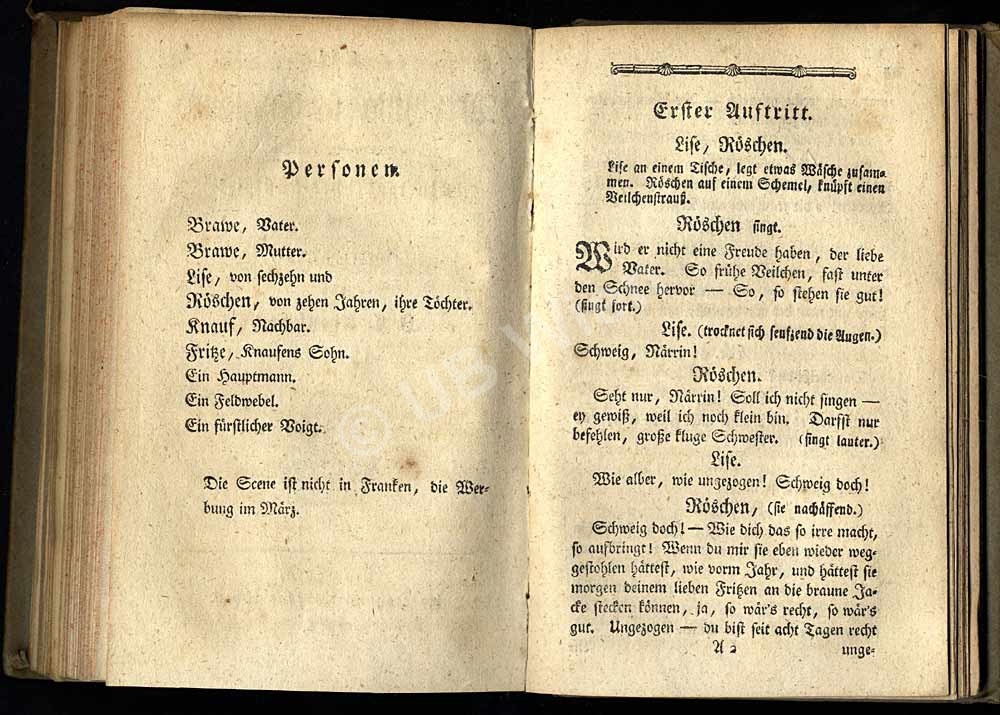 Personen.
Brawe, Vater.
Brawe, Mutter.
Lise, von sechzehn und
Röschen, von zehen Jahren, ihre Töchter.
Knauf, Nachbar.
Fritze, Knaufens Sohn.
Ein Hauptmann.
Ein Feldwebel.
Ein fürstlicher Voigt.
Die Scene ist nicht in Franken, die Wer-
bung im März.
Erster Auftritt.
Lise, Röschen.
Lise an einem Tische, legt etwas Wäsche zusam-
men. Röschen auf einem Schemel, knüpft einen
Veilchenstrauß.
Röschen singt.
Wird er nicht eine Freude haben, der liebe
Vater. So frühe Veilchen, fast unter
den Schnee hervor — So, so stehen sie gut!
(singt fort.)
Lise. (trocknet sich seufzend die Augen.)
Schweig, Närrin!
Röschen.
Seht nur, Närrin! Soll ich nicht singen —
ey gewiß, weil ich noch klein bin. Darfst nur
befehlen, große kluge Schwester. (singt lauter.)
Lise.
Wie alber, wie ungezogen! Schweig doch!
Röschen, (sie nachäffend.)
Schweig doch! — Wie dich das so irre macht,
so aufbringt! Wenn du mir sie eben wieder weg-
gestohlen hättest, wie vorm Jahr, und hättest sie
morgen deinem lieben Fritzen an die braune Ja-
cke stecken können, ja, so wär's recht, so wär's
gut. Ungezogen — du bist seit acht Tagen recht
A 2 unge-